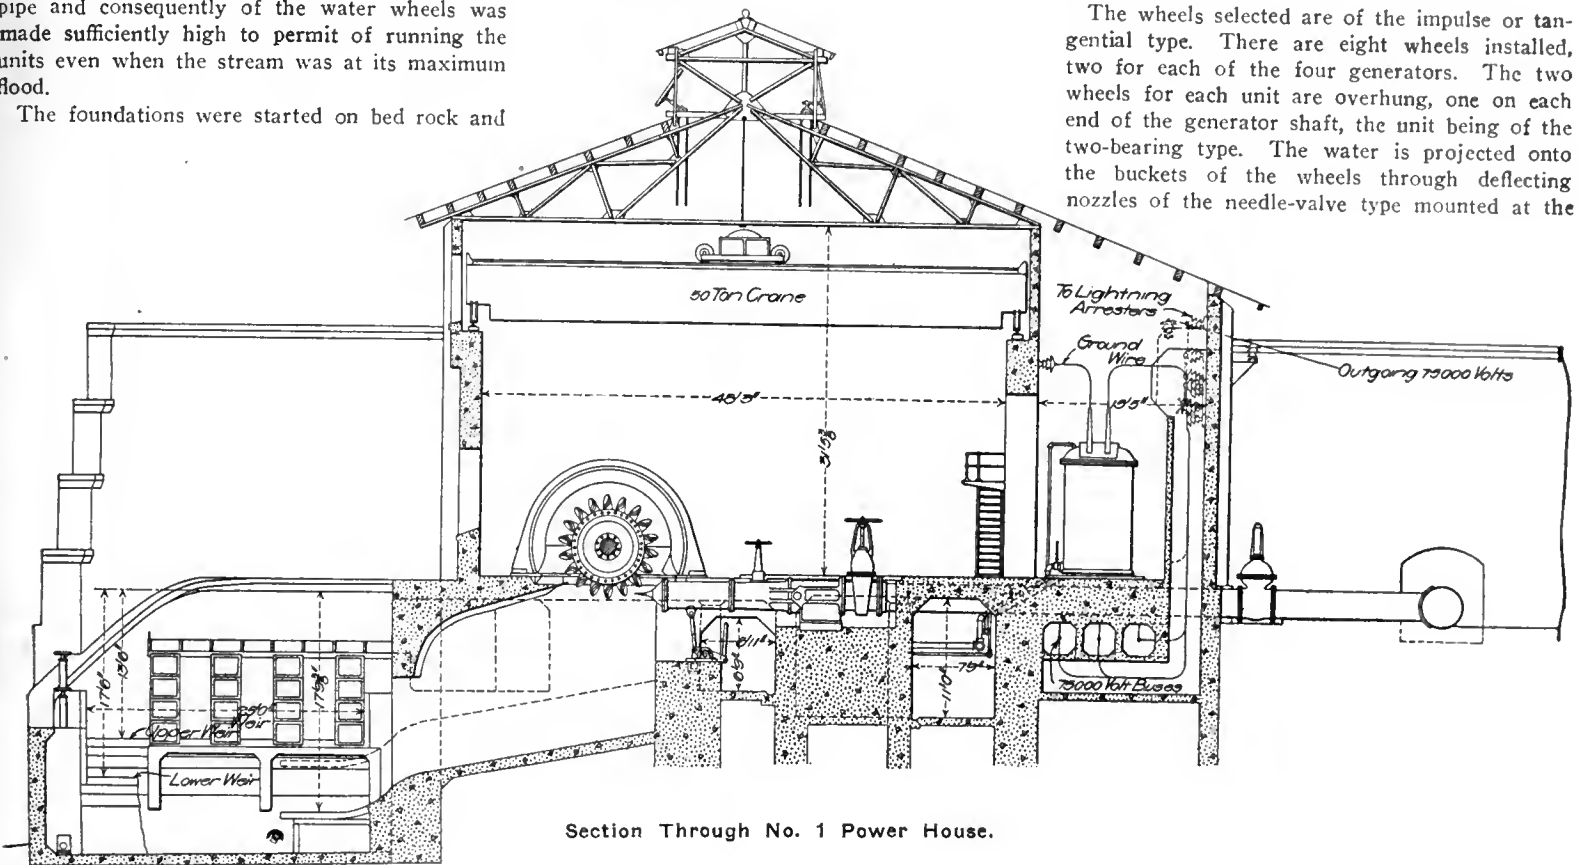 pipe and consequently of the water wheels was
made sufficiently high to permit of running the
units even when the stream was at its maximum
flood.
The foundations were started on bed rock and
The wheels selected are of the impulse or tan-
gential type. There are eight wheels installed,
two for each of the four generators. The two
wheels for each unit are overhung, one on each
end of the generator shaft, the unit being of the
two-bearing type. The water is projected onto
the buckets of the wheels through deflecting
nozzles of the needle-valve type mounted at the
50 Ton Crane
To Lightning
Arresters
Ground
Wire
Outgoing 75000 Volts
75000 Volt Buses
Upper Weir
Weir
Lower Weir
Section Through No. 1 Power House.